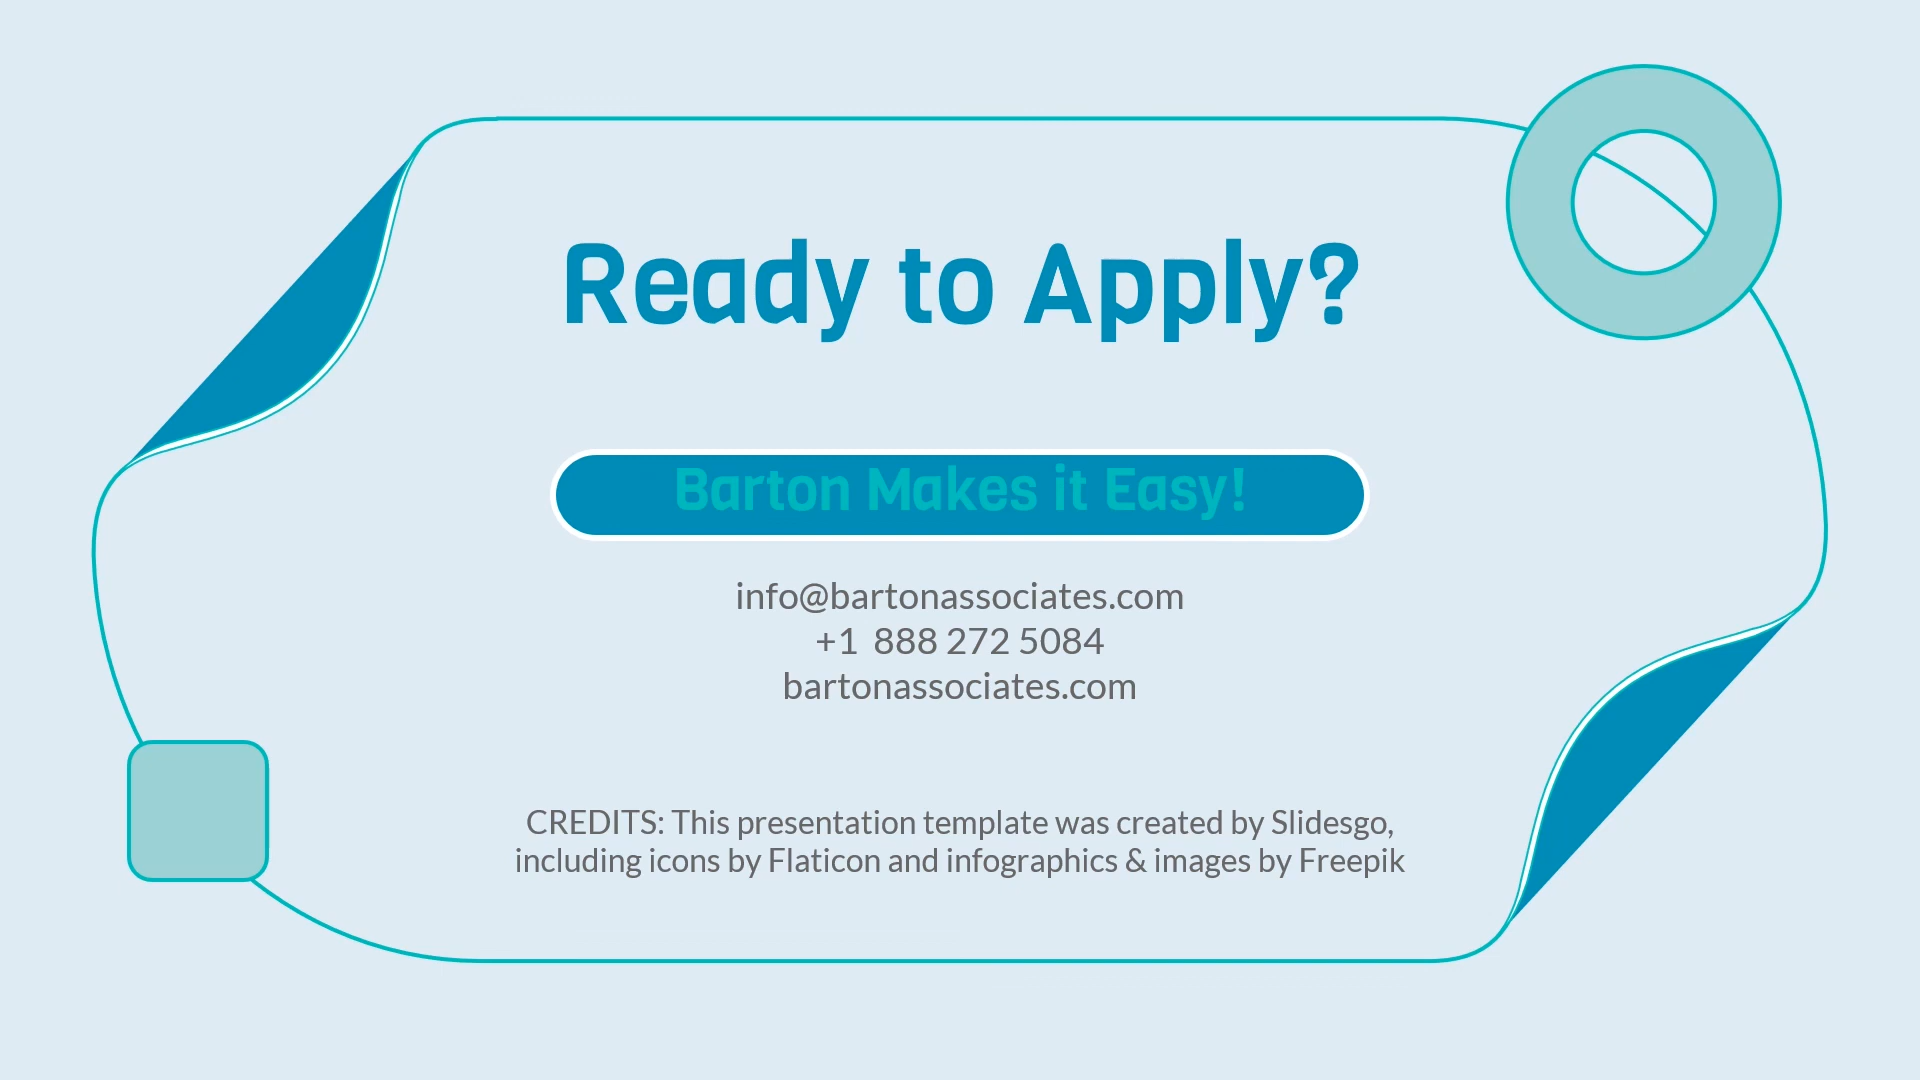 Ready to Apply?
Barton Makes it Easy!
info@bartonassociates.com
+1  888 272 5084
bartonassociates.com
CREDITS: This presentation template was created by Slidesgo,
including icons by Flaticon and infographics & images by Freepik